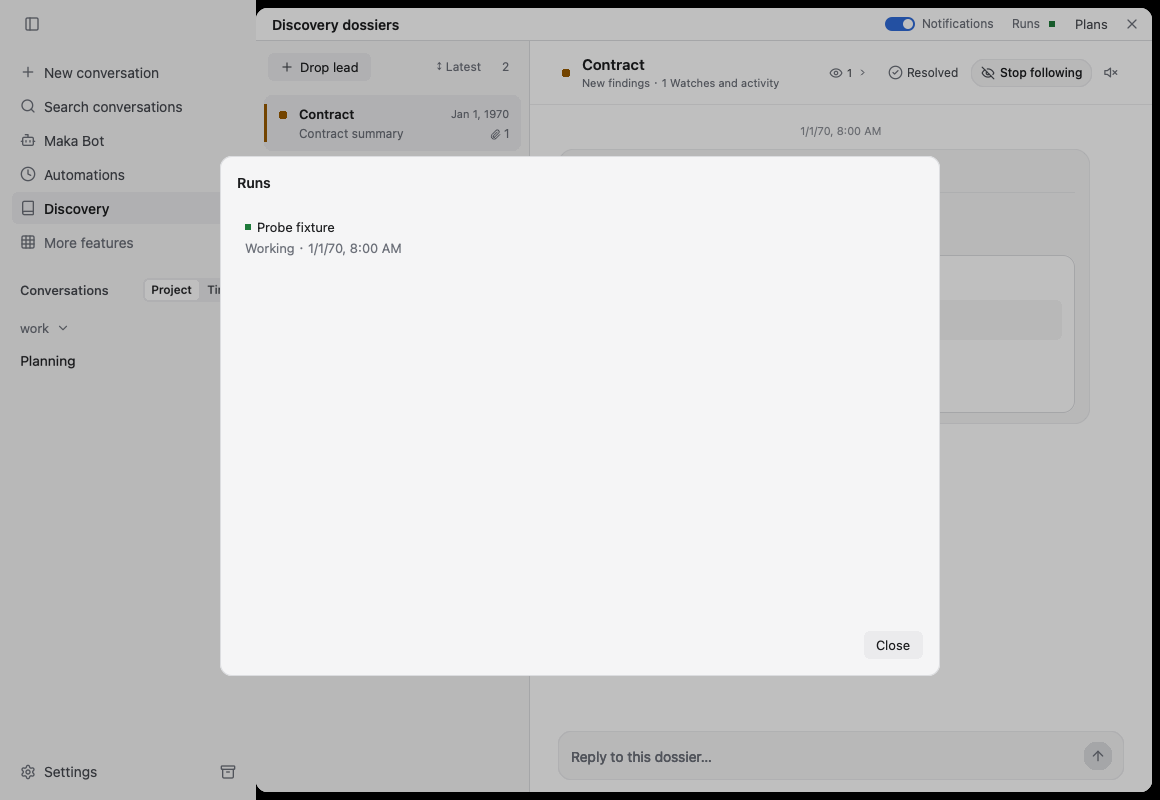 Discovery dossiers
Notifications
Runs
Plans
New conversation
Search conversations
Maka Bot
Automations
Discovery
More features
Conversations
Project
work
Planning
Settings
Drop lead
Latest
2
Contract
Jan 1, 1970
Contract summary
1
Contract
New findings · 1 Watches and activity
1
Resolved
Stop following
1/1/70, 8:00 AM
Runs
Probe fixture
Working · 1/1/70, 8:00 AM
Close
Reply to this dossier...